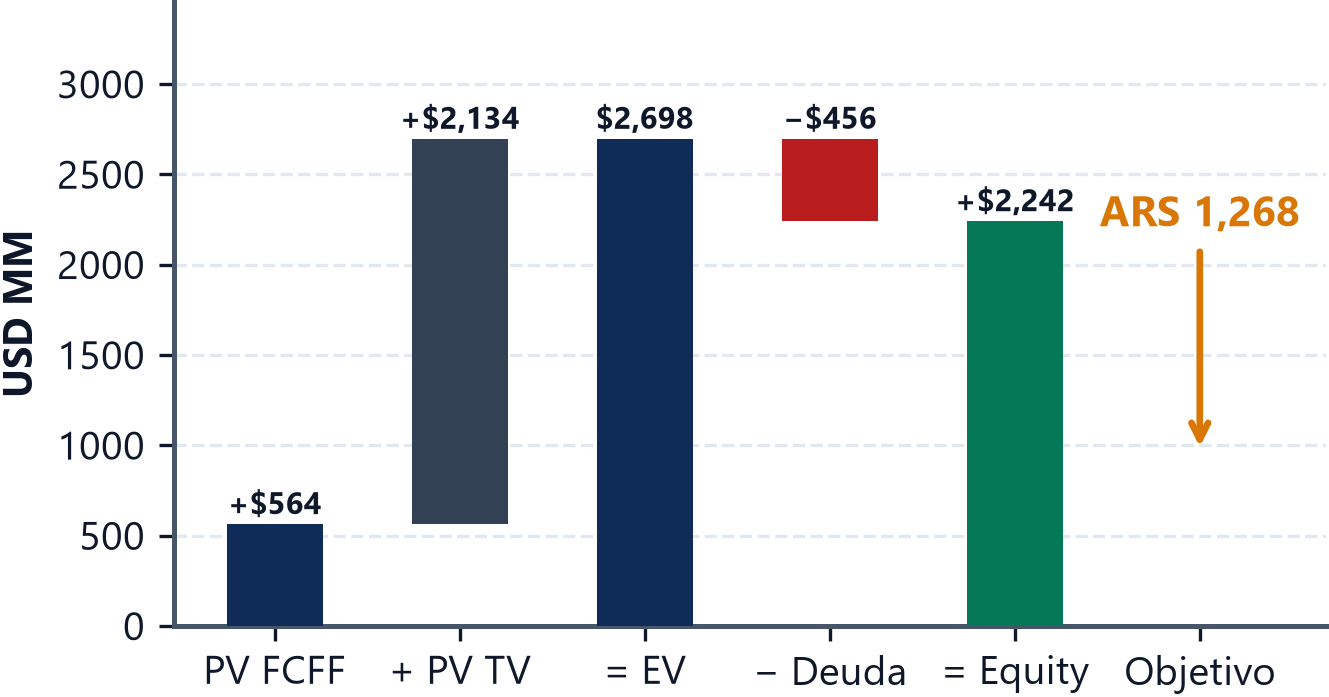 USD MM
3000
2500
2000
1500
1000
500
0
+$564
+$2,134
$2,698
−$456
+$2,242
ARS 1,268
PV FCFF
+ PV TV
= EV
− Deuda
= Equity
Objetivo